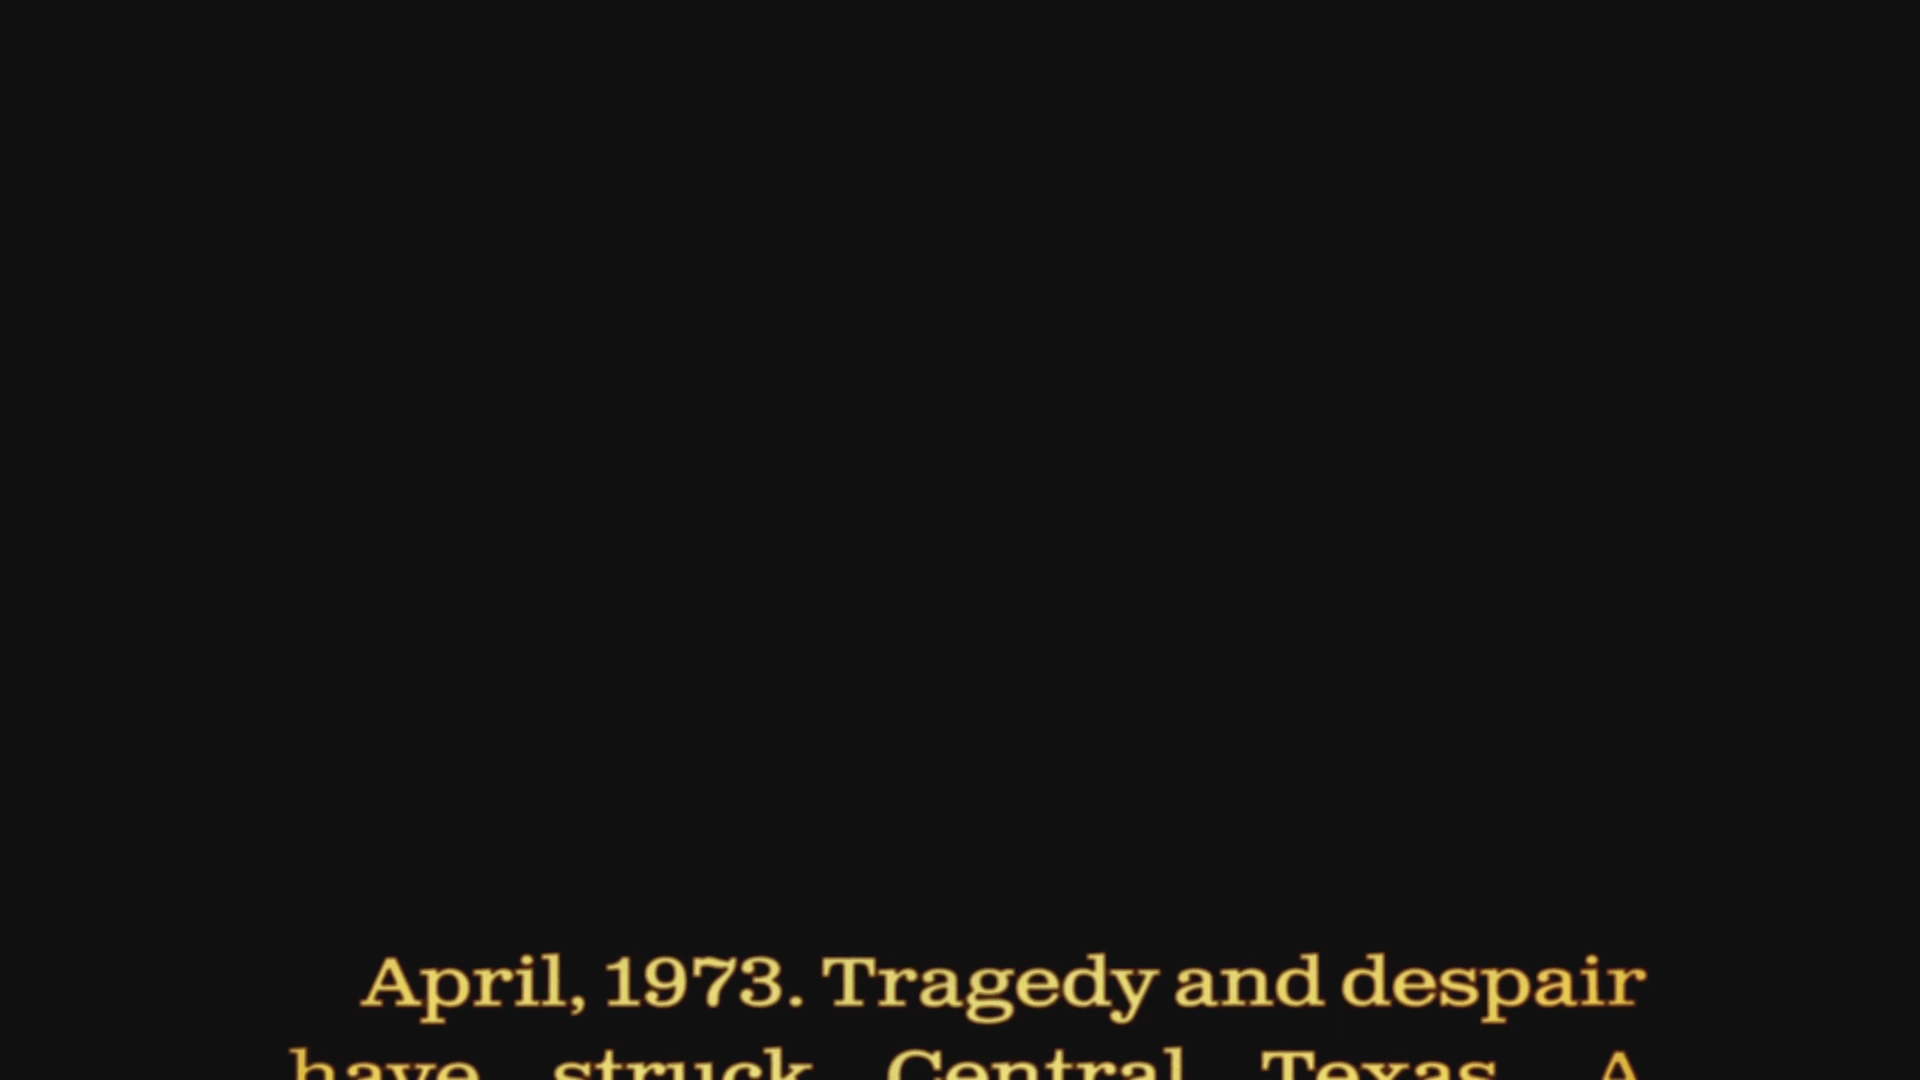 April, 1973. Tragedy and despair
have struck Central Texas. A